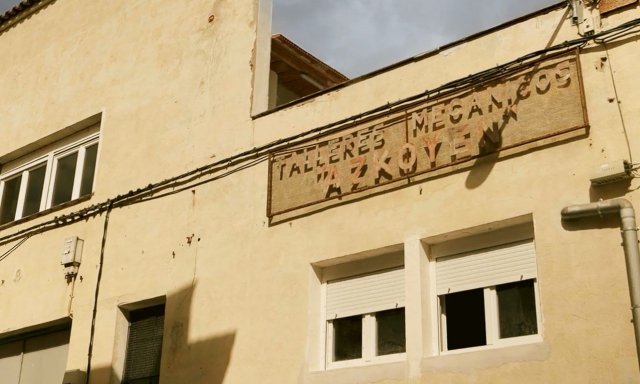 TALLERES MECANICOS
"AZKOYEN"